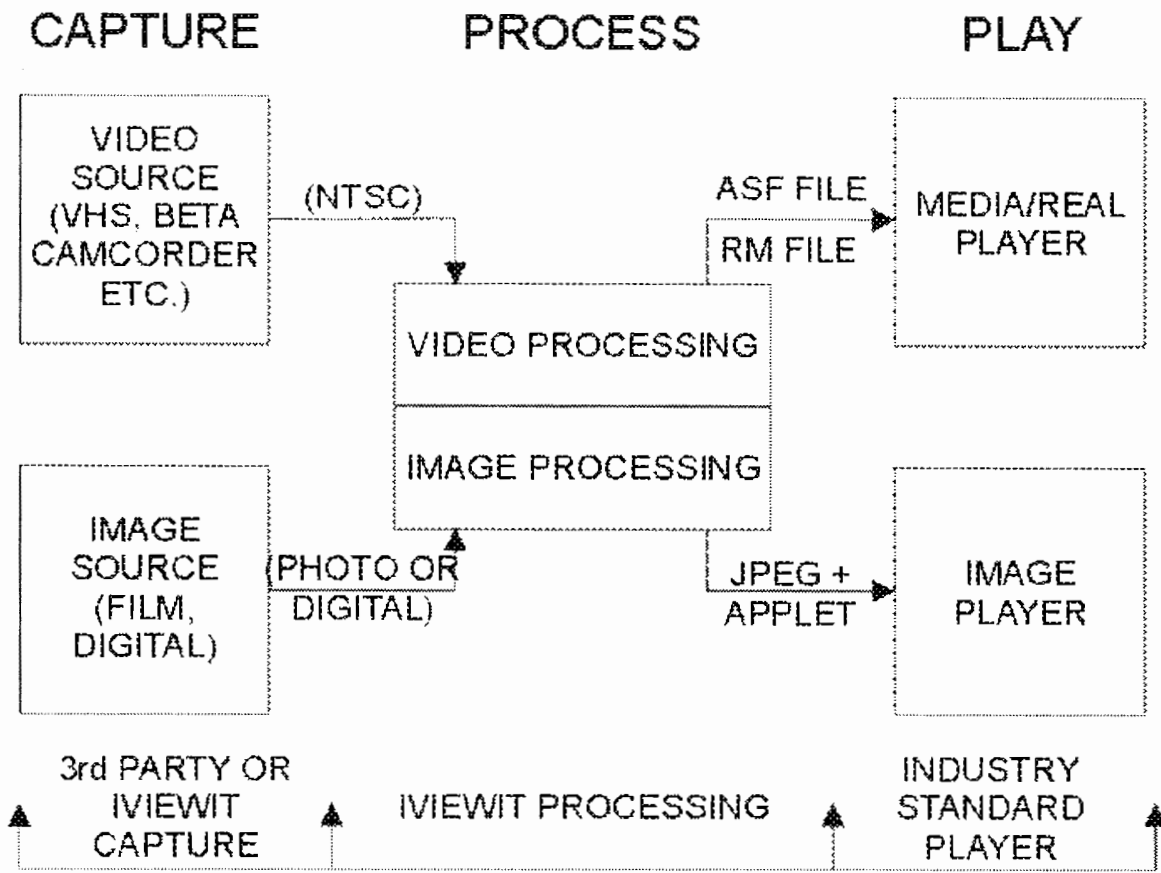 CAPTURE
PROCESS
PLAY
VIDEO
SOURCE
(VHS, BETA
CAMCORDER
ETC.)
(NTSC)
ASF FILE
RM FILE
MEDIA/REAL
PLAYER
VIDEO PROCESSING
IMAGE PROCESSING
IMAGE
SOURCE
(FILM,
DIGITAL)
(PHOTO OR
DIGITAL)
JPEG +
APPLET
IMAGE
PLAYER
3rd PARTY OR
IVIEWIT
CAPTURE
IVIEWIT PROCESSING
INDUSTRY
STANDARD
PLAYER